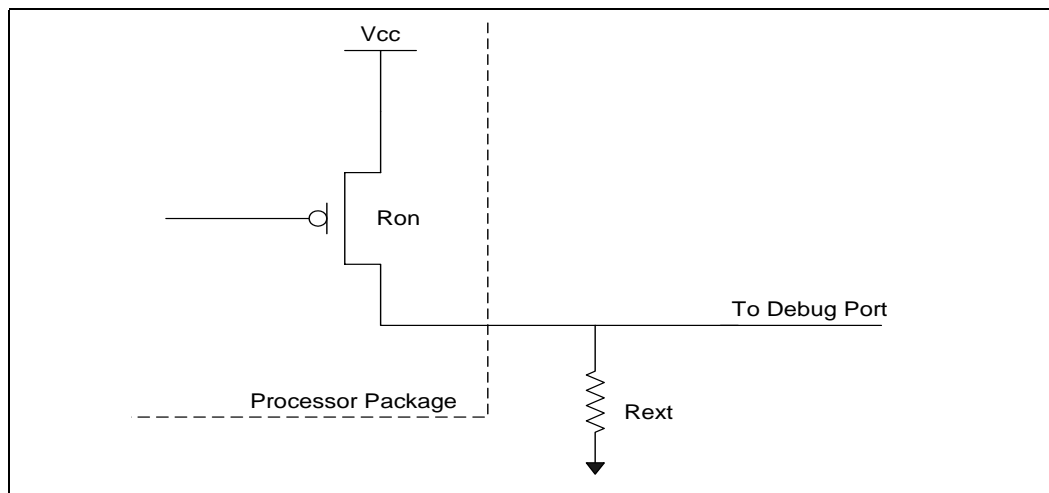 Vcc
Ron
To Debug Port
Processor Package
Rext